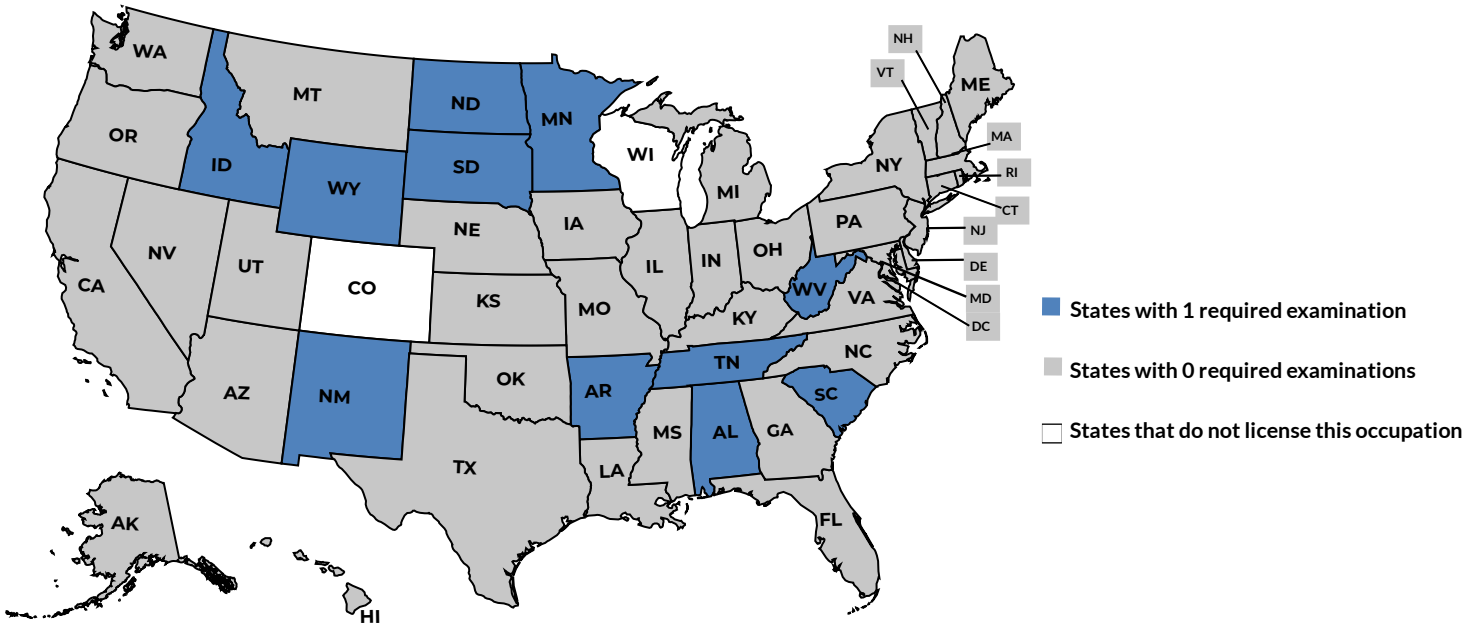 NH
VT
WA
ME
MT
ND
MN
OR
MA
WI
NY
ID
SD
RI
WY
MI
CT
PA
IA
NE
NJ
OH
NV
IN
UT
IL
DE
CA
CO
WV
VA
MD
KS
MO
KY
DC
NC
TN
OK
AZ
NM
AR
SC
MS
AL
GA
TX
LA
FL
AK
HI
States with 1 required examination
States with 0 required examinations
States that do not license this occupation